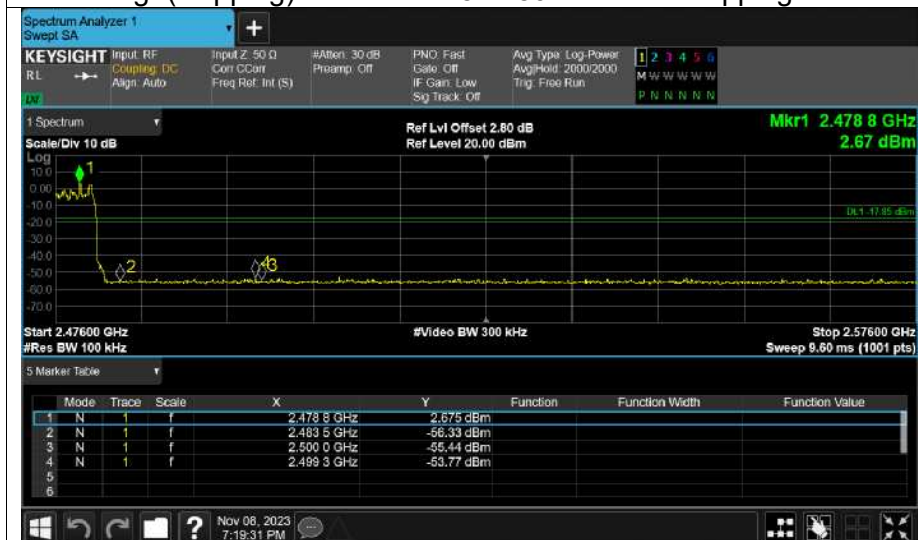 Spectrum Analyzer 1
Swept SA
+
KEYSIGHT Input: RF Input Z: 50 Ω #Atten: 30 dB PNO: Fast Avg Type: Log-Power 1 2 3 4 5 6
RL Coupling: DC Corr CCorr Preamp: Off Gate: Off Avg|Hold: 2000/2000 M W W W W W
Align: Auto Freq Ref: Int (S) IF Gain: Low Trig: Free Run
Sig Track: Off P N N N N N
1 Spectrum Ref Lvl Offset 2.80 dB Mkr1 2.478 8 GHz
Scale/Div 10 dB Ref Level 20.00 dBm 2.67 dBm
Log
10.0 1
0.00
-10.0
DL1 -17.85 dBm
-20.0
-30.0
-40.0
2 4 3
-50.0
-60.0
-70.0
Start 2.47600 GHz #Video BW 300 kHz Stop 2.57600 GHz
#Res BW 100 kHz Sweep 9.60 ms (1001 pts)
5 Marker Table
Mode Trace Scale X Y Function Function Width Function Value
1 N 1 f 2.478 8 GHz 2.675 dBm
2 N 1 f 2.483 5 GHz -56.33 dBm
3 N 1 f 2.500 0 GHz -55.44 dBm
4 N 1 f 2.499 3 GHz -53.77 dBm
5
6
? Nov 08, 2023
7:19:31 PM